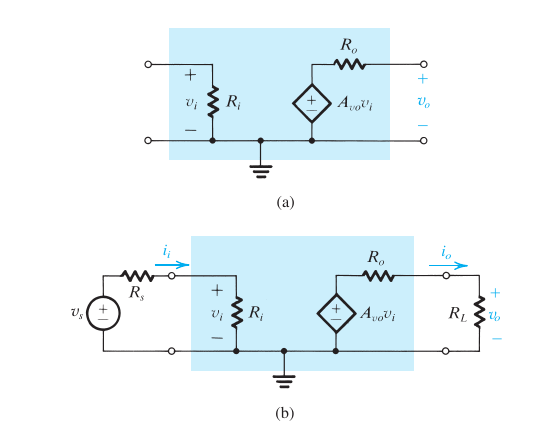 R_o
+
+
v_i R_i + − A_{vo}v_i v_o
−
−
(a)
i_i i_o
R_o
R_s
+
+
v_s + − v_i R_i + − A_{vo}v_i R_L v_o
−
−
(b)